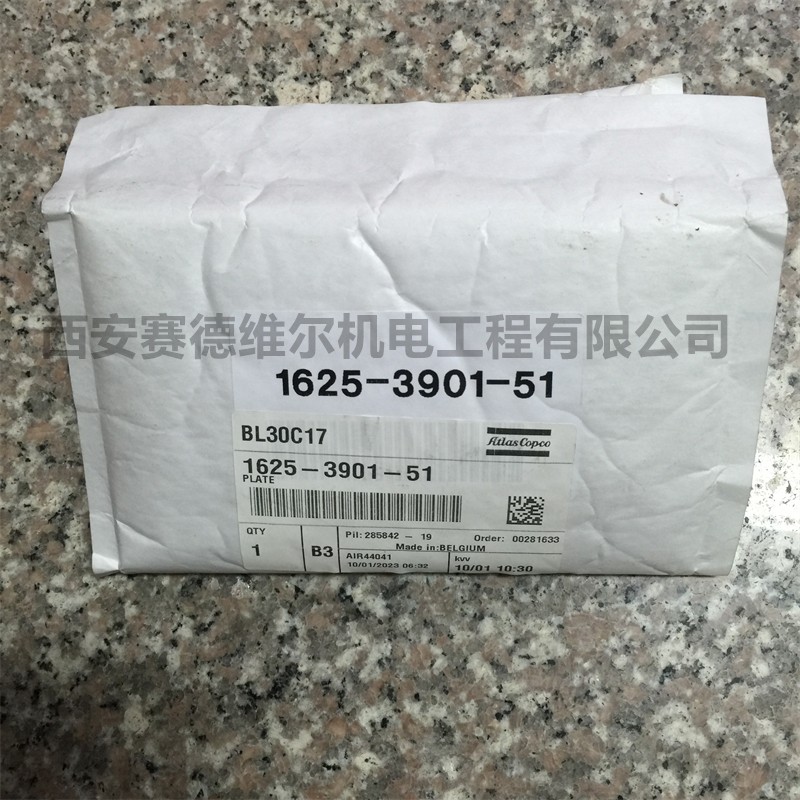 西安赛德维尔机电工程有限公司
1625-3901-51
BL30C17
Atlas Copco
1625-3901-51
PLATE
QTY
1
B3
Pil: 285842 - 19 Order: 00281633
Made in: BELGIUM
AIR44041
10/01/2023 06:32
kvv
10/01 10:30